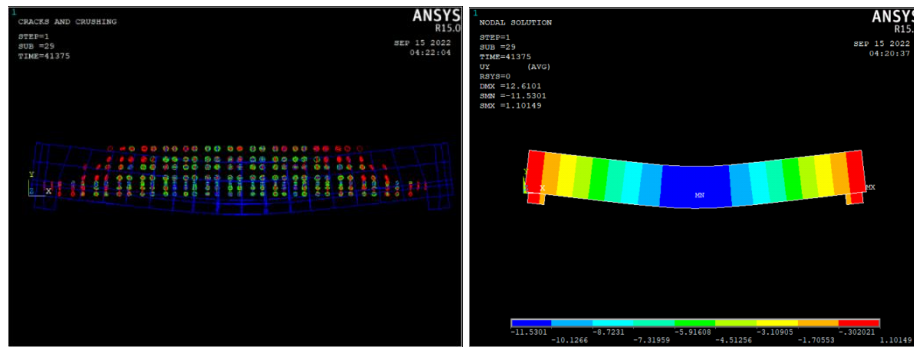 1
ANSYS
R15.0
CRACKS AND CRUSHING
STEP=1
SUB =29
TIME=41375
SEP 15 2022
04:22:04
Y
X
1
ANSYS
R15.0
NODAL SOLUTION
STEP=1
SUB =29
TIME=41375
UY (AVG)
RSYS=0
DMX =12.6101
SMN =-11.5301
SMX =1.10149
SEP 15 2022
04:20:37
X
MN
MX
-11.5301 -8.7231 -5.91608 -3.10905 -.302021
-10.1266 -7.31959 -4.51256 -1.70553 1.10149